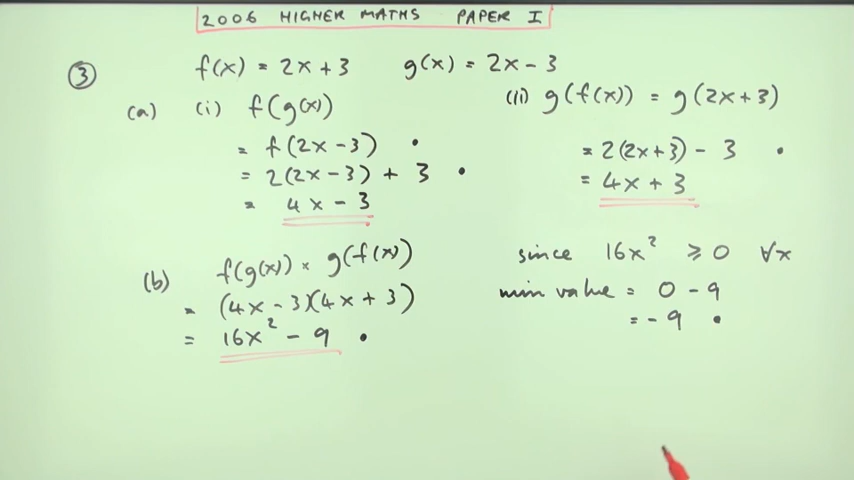 2006 HIGHER MATHS PAPER I
③ f(x) = 2x + 3 g(x) = 2x - 3
(a) (i) f(g(x))
= f(2x - 3) •
= 2(2x - 3) + 3 •
= 4x - 3
(ii) g(f(x)) = g(2x + 3)
= 2(2x + 3) - 3 •
= 4x + 3
(b) f(g(x)) × g(f(x))
= (4x - 3)(4x + 3)
= 16x² - 9 •
since 16x² ⩾ 0 ∀x
min value = 0 - 9
= - 9 •